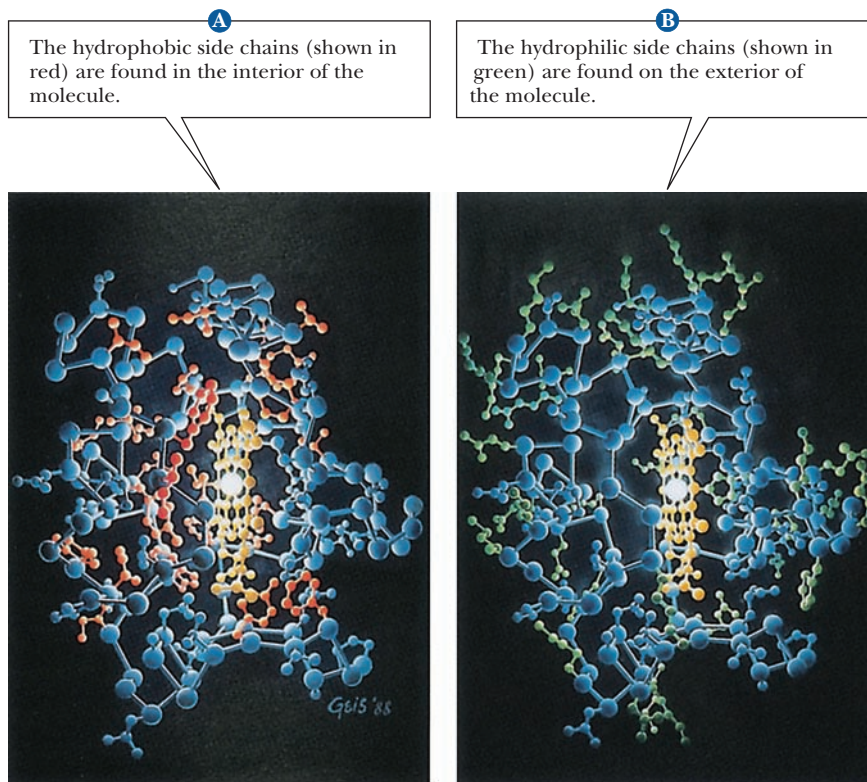 A
The hydrophobic side chains (shown in
red) are found in the interior of the
molecule.
B
The hydrophilic side chains (shown in
green) are found on the exterior of
the molecule.
Geis '88